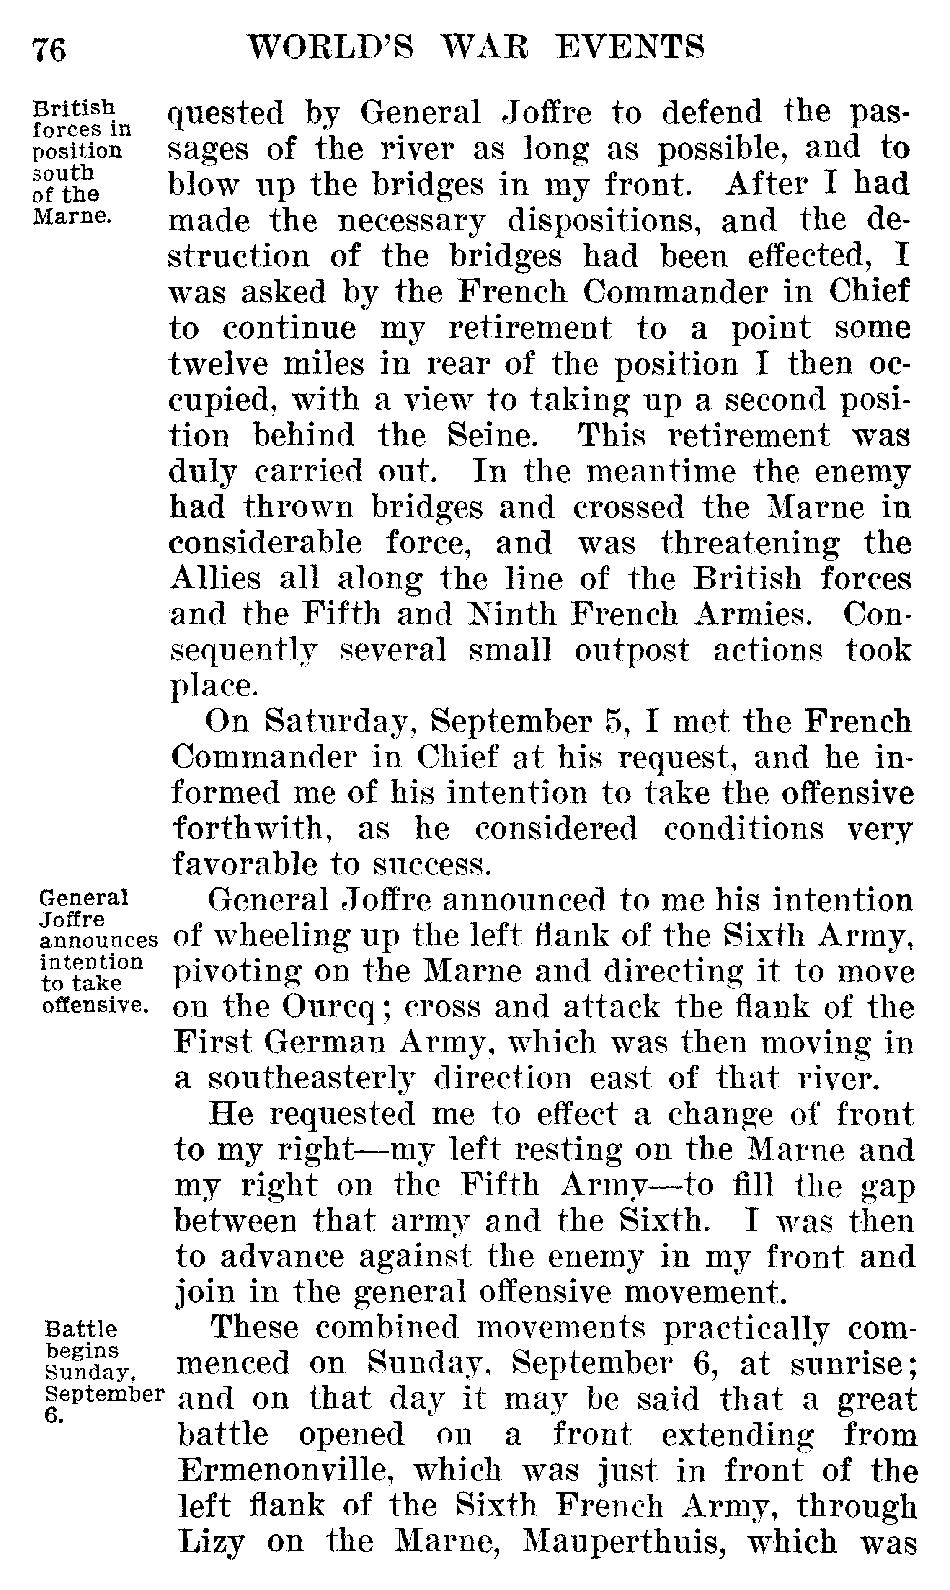 76 WORLD'S WAR EVENTS
British
forces in
position
south
of the
Marne.
quested by General Joffre to defend the pas-
sages of the river as long as possible, and to
blow up the bridges in my front. After I had
made the necessary dispositions, and the de-
struction of the bridges had been effected, I
was asked by the French Commander in Chief
to continue my retirement to a point some
twelve miles in rear of the position I then oc-
cupied, with a view to taking up a second posi-
tion behind the Seine. This retirement was
duly carried out. In the meantime the enemy
had thrown bridges and crossed the Marne in
considerable force, and was threatening the
Allies all along the line of the British forces
and the Fifth and Ninth French Armies. Con-
sequently several small outpost actions took
place.
On Saturday, September 5, I met the French
Commander in Chief at his request, and he in-
formed me of his intention to take the offensive
forthwith, as he considered conditions very
favorable to success.
General
Joffre
announces
intention
to take
offensive.
General Joffre announced to me his intention
of wheeling up the left flank of the Sixth Army,
pivoting on the Marne and directing it to move
on the Ourcq; cross and attack the flank of the
First German Army, which was then moving in
a southeasterly direction east of that river.
He requested me to effect a change of front
to my right—my left resting on the Marne and
my right on the Fifth Army—to fill the gap
between that army and the Sixth. I was then
to advance against the enemy in my front and
join in the general offensive movement.
Battle
begins
Sunday,
September
6.
These combined movements practically com-
menced on Sunday, September 6, at sunrise;
and on that day it may be said that a great
battle opened on a front extending from
Ermenonville, which was just in front of the
left flank of the Sixth French Army, through
Lizy on the Marne, Mauperthuis, which was